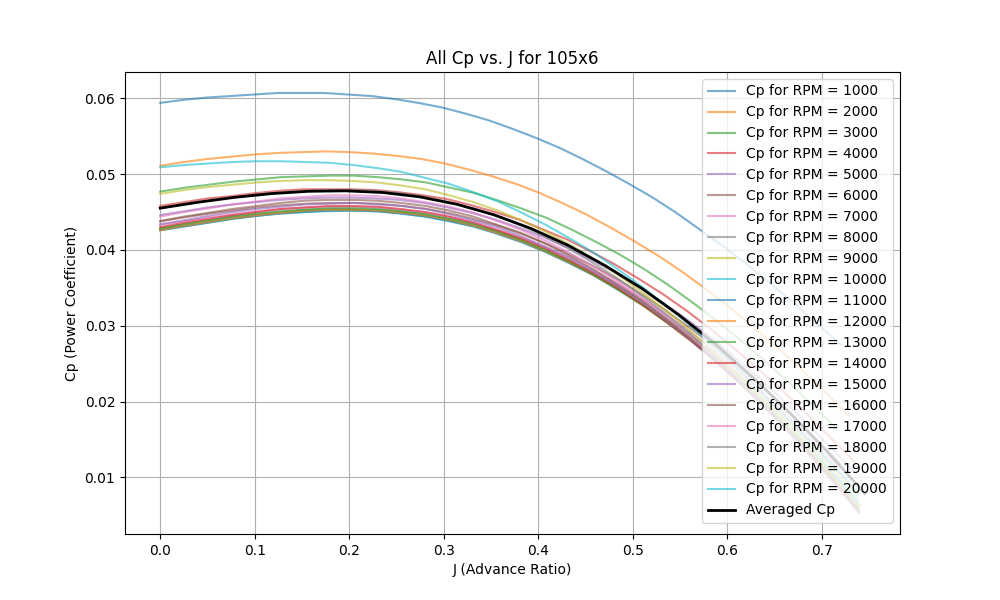 All Cp vs. J for 105x6
Cp (Power Coefficient)
0.06
0.05
0.04
0.03
0.02
0.01
Cp for RPM = 1000
Cp for RPM = 2000
Cp for RPM = 3000
Cp for RPM = 4000
Cp for RPM = 5000
Cp for RPM = 6000
Cp for RPM = 7000
Cp for RPM = 8000
Cp for RPM = 9000
Cp for RPM = 10000
Cp for RPM = 11000
Cp for RPM = 12000
Cp for RPM = 13000
Cp for RPM = 14000
Cp for RPM = 15000
Cp for RPM = 16000
Cp for RPM = 17000
Cp for RPM = 18000
Cp for RPM = 19000
Cp for RPM = 20000
Averaged Cp
0.0 0.1 0.2 0.3 0.4 0.5 0.6 0.7
J (Advance Ratio)